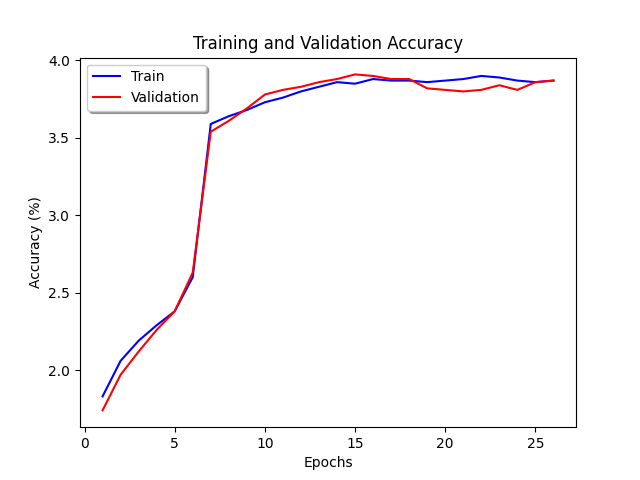 Training and Validation Accuracy
Train
Validation
Accuracy (%)
4.0
3.5
3.0
2.5
2.0
0 5 10 15 20 25
Epochs